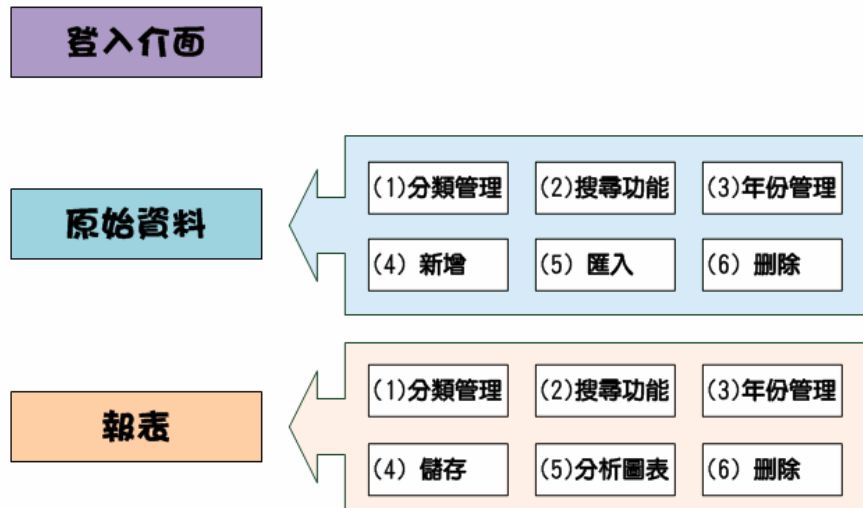 登入介面
原始資料
(1)分類管理
(2)搜尋功能
(3)年份管理
(4) 新增
(5) 匯入
(6) 刪除
報表
(1)分類管理
(2)搜尋功能
(3)年份管理
(4) 儲存
(5)分析圖表
(6) 刪除